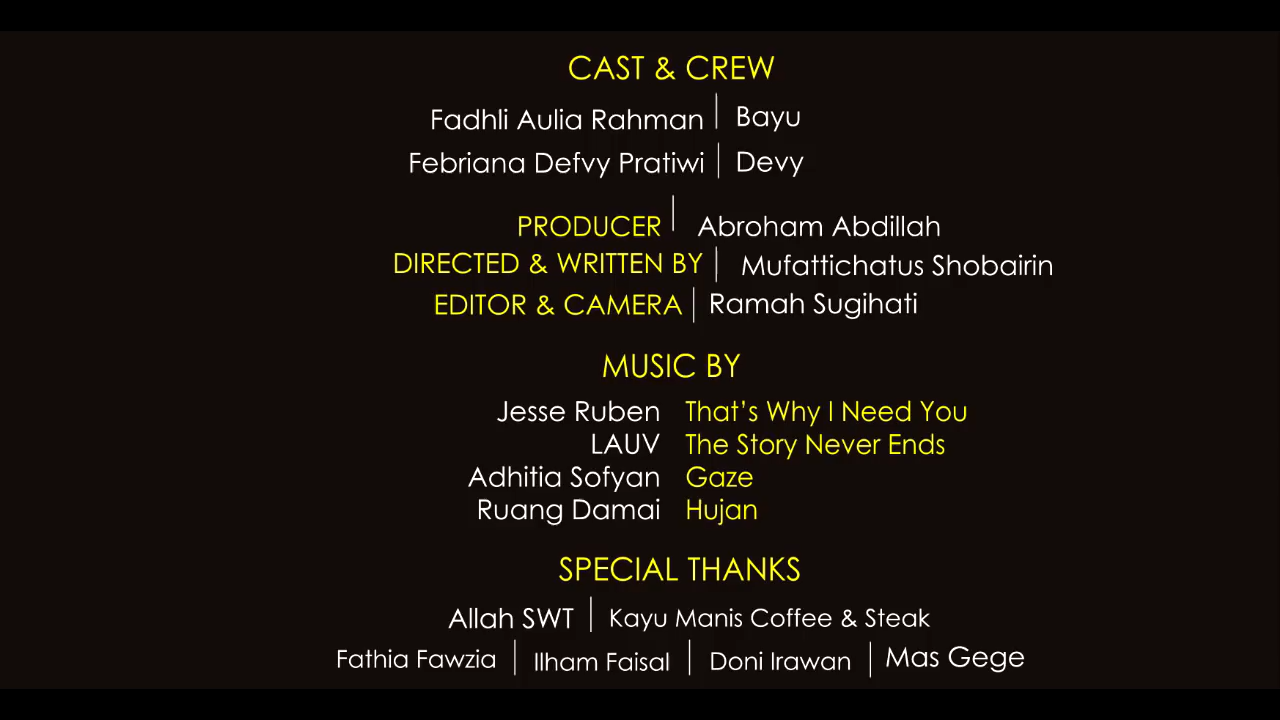 CAST & CREW
Fadhli Aulia Rahman | Bayu
Febriana Defvy Pratiwi | Devy
PRODUCER | Abroham Abdillah
DIRECTED & WRITTEN BY | Mufattichatus Shobairin
EDITOR & CAMERA | Ramah Sugihati
MUSIC BY
Jesse Ruben That's Why I Need You
LAUV The Story Never Ends
Adhitia Sofyan Gaze
Ruang Damai Hujan
SPECIAL THANKS
Allah SWT | Kayu Manis Coffee & Steak
Fathia Fawzia | Ilham Faisal | Doni Irawan | Mas Gege